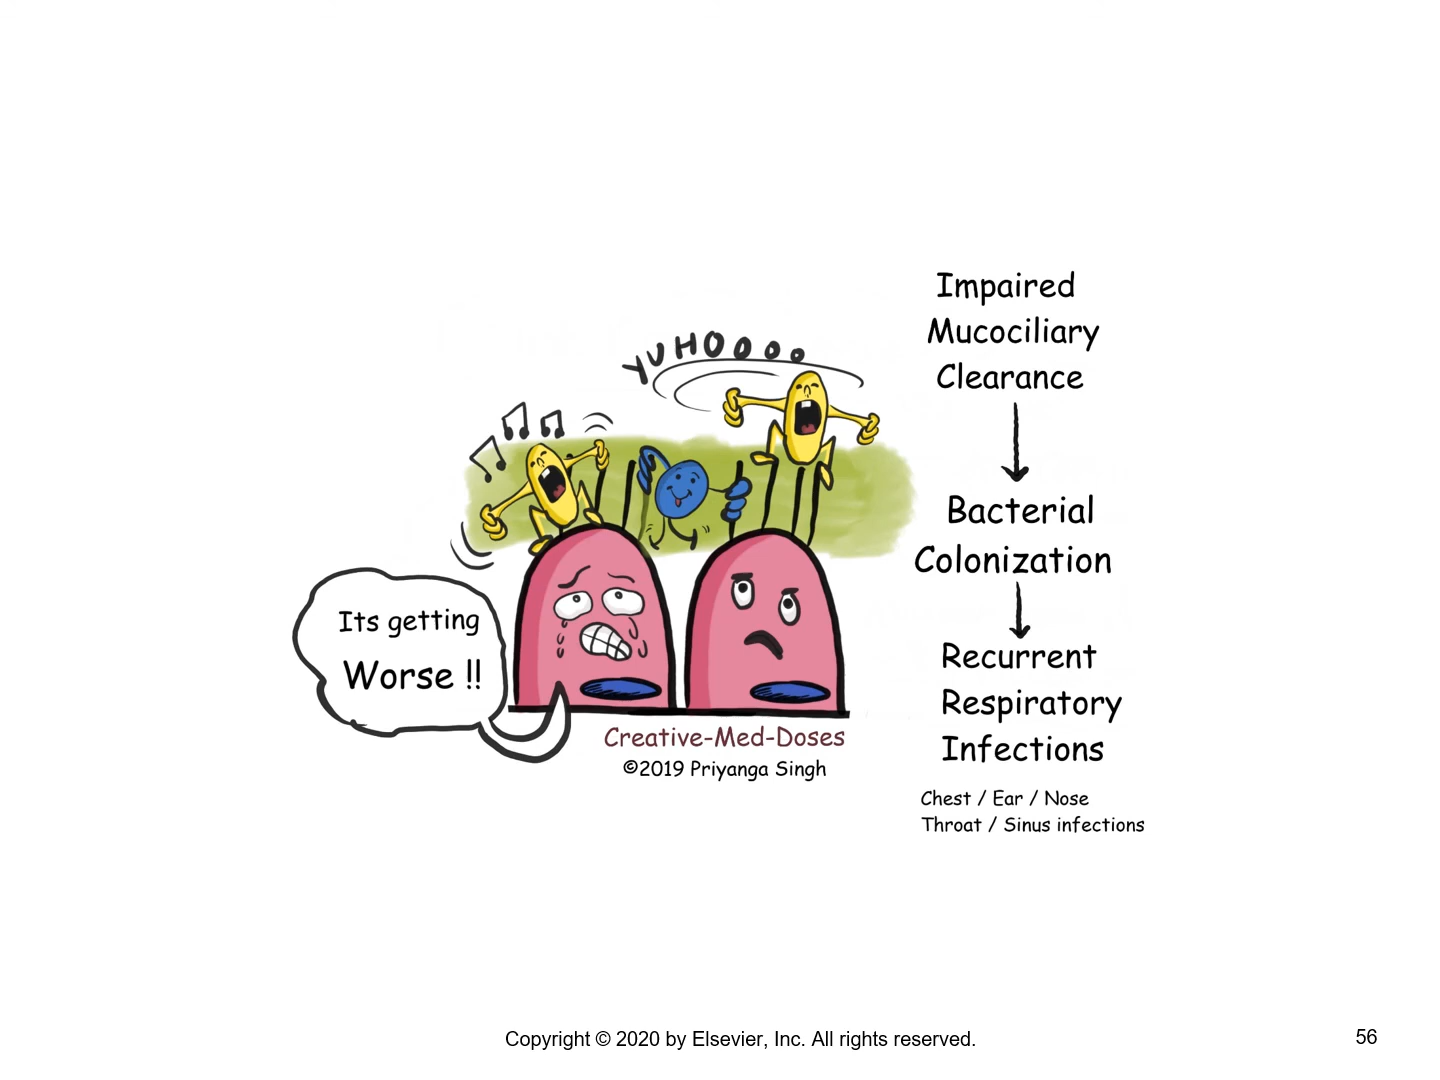 YUHOOOO
Impaired
Mucociliary
Clearance
Bacterial
Colonization
Recurrent
Respiratory
Infections
Chest / Ear / Nose
Throat / Sinus infections
Its getting
Worse !!
Creative-Med-Doses
©2019 Priyanga Singh
Copyright © 2020 by Elsevier, Inc. All rights reserved.
56